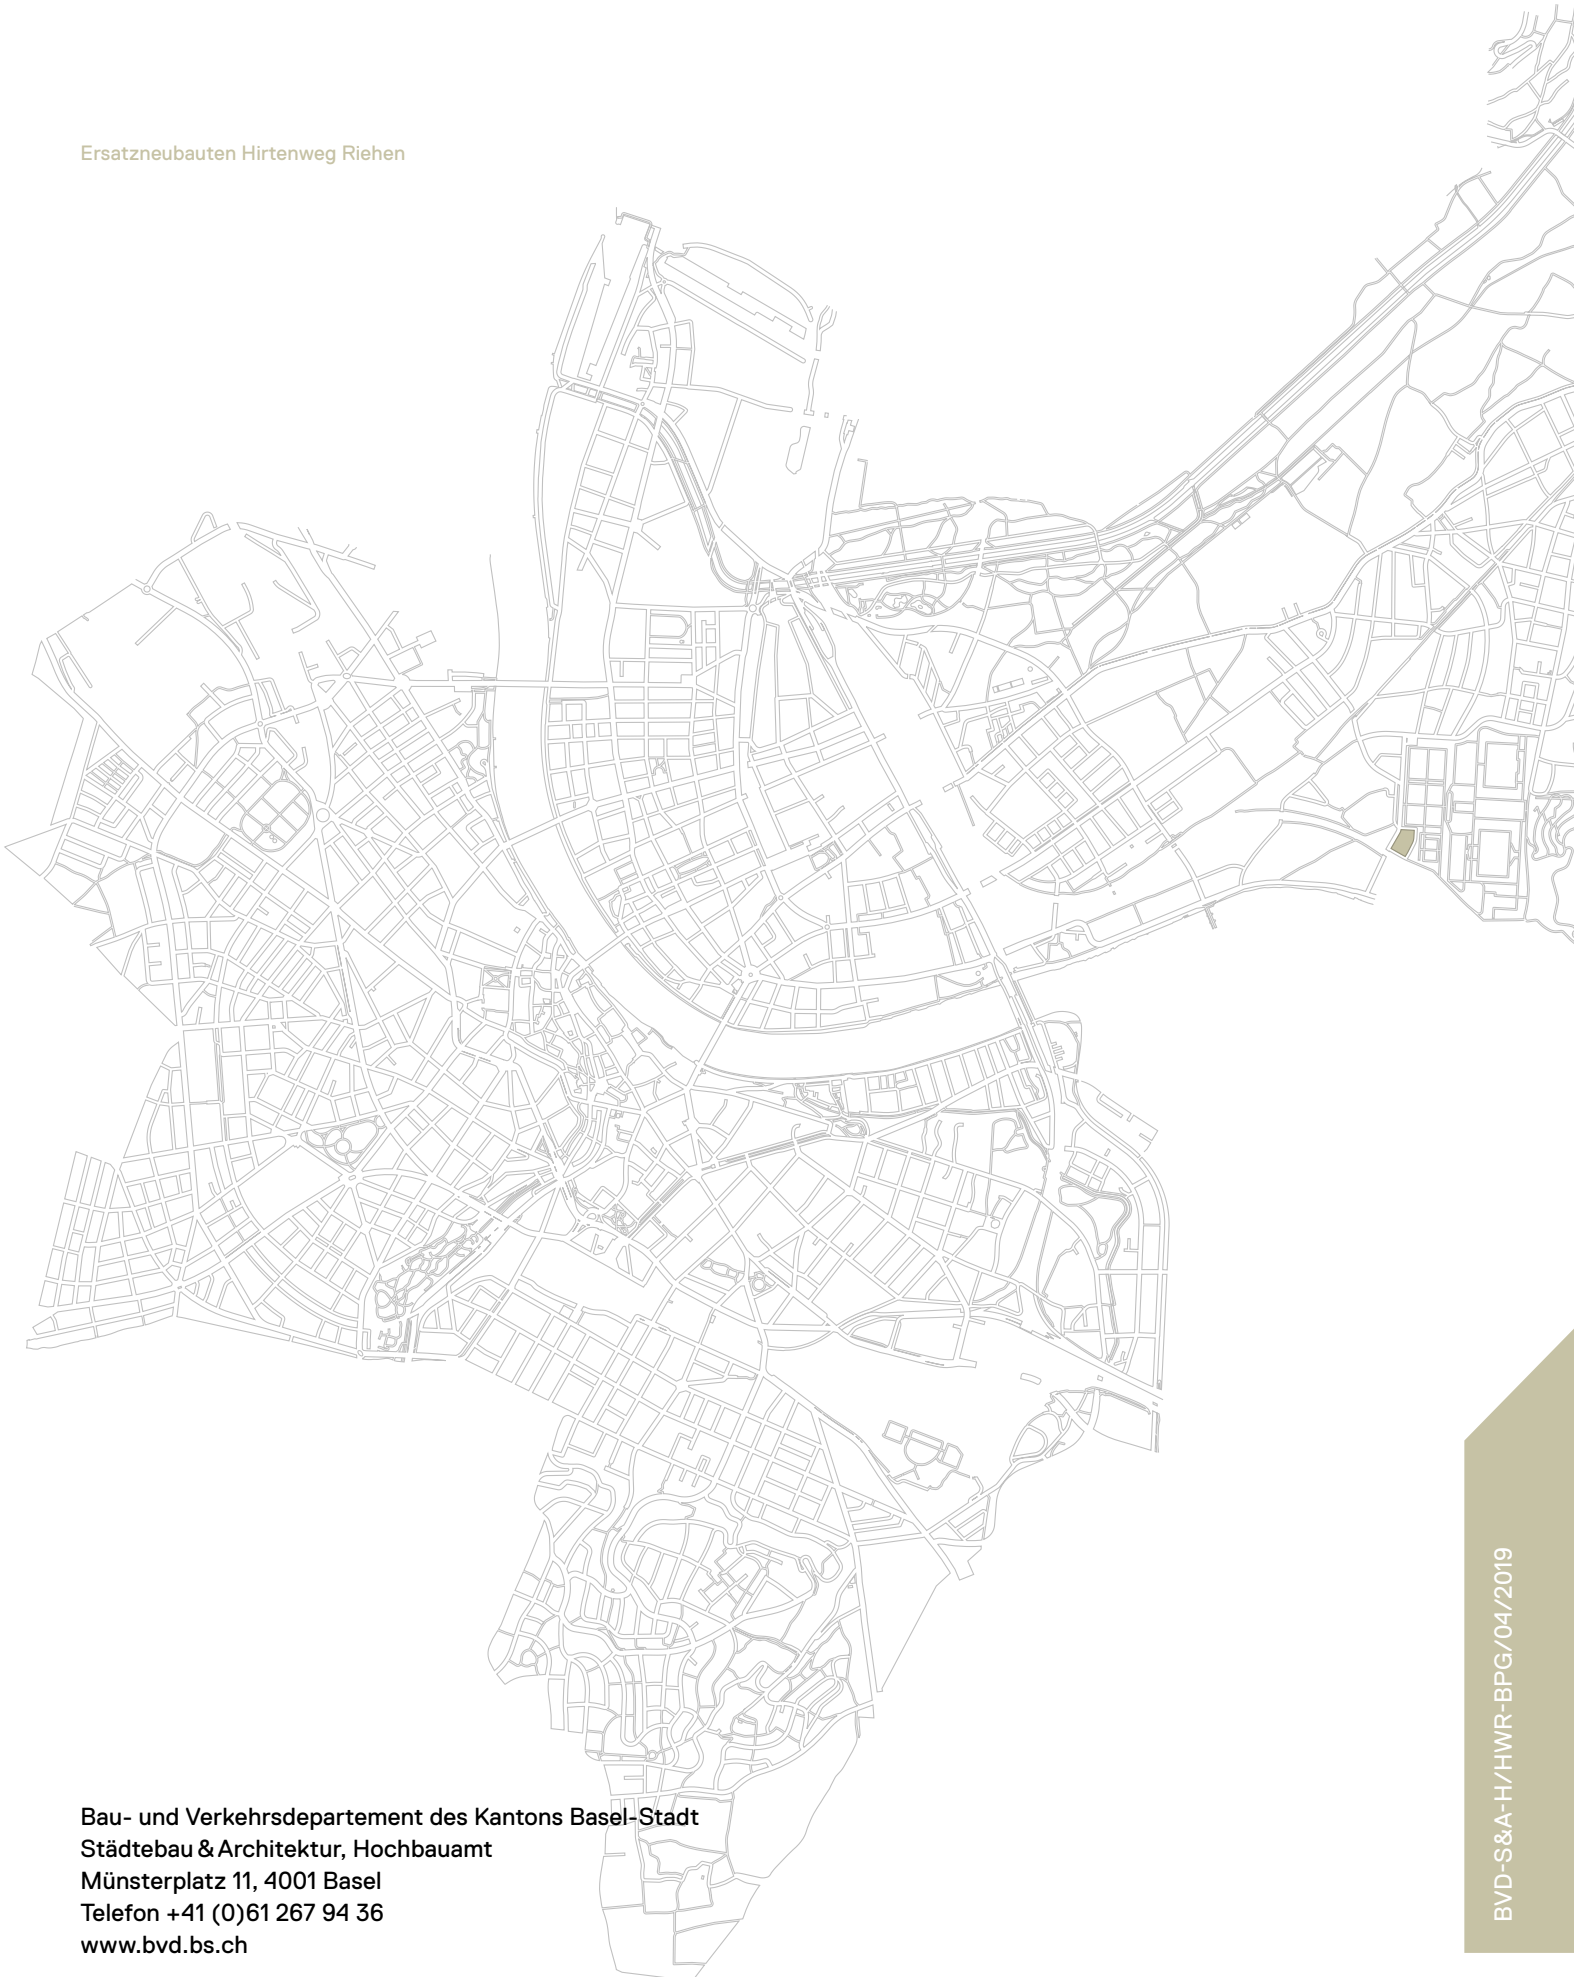 Ersatzneubauten Hirtenweg Riehen
Bau- und Verkehrsdepartement des Kantons Basel-Stadt
Städtebau & Architektur, Hochbauamt
Münsterplatz 11, 4001 Basel
Telefon +41 (0)61 267 94 36
www.bvd.bs.ch
BVD-S&A-H/HWR-BPG/04/2019